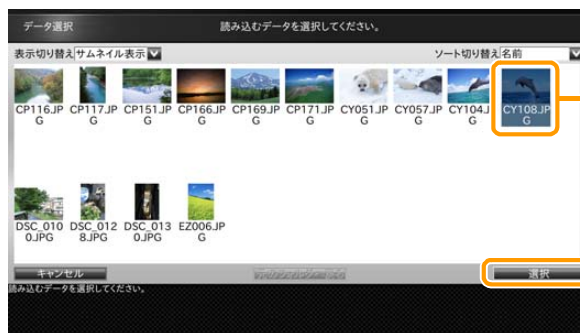 データ選択
読み込むデータを選択してください。
表示切り替え サムネイル表示
ソート切り替え 名前
CP116.JPG
CP117.JPG
CP151.JPG
CP166.JPG
CP169.JPG
CP171.JPG
CY051.JPG
CY057.JPG
CY104.J
G
CY108.JPG
DSC_0100.JPG
DSC_0128.JPG
DSC_0130.JPG
EZ006.JPG
キャンセル
選択
読み込むデータを選択してください。